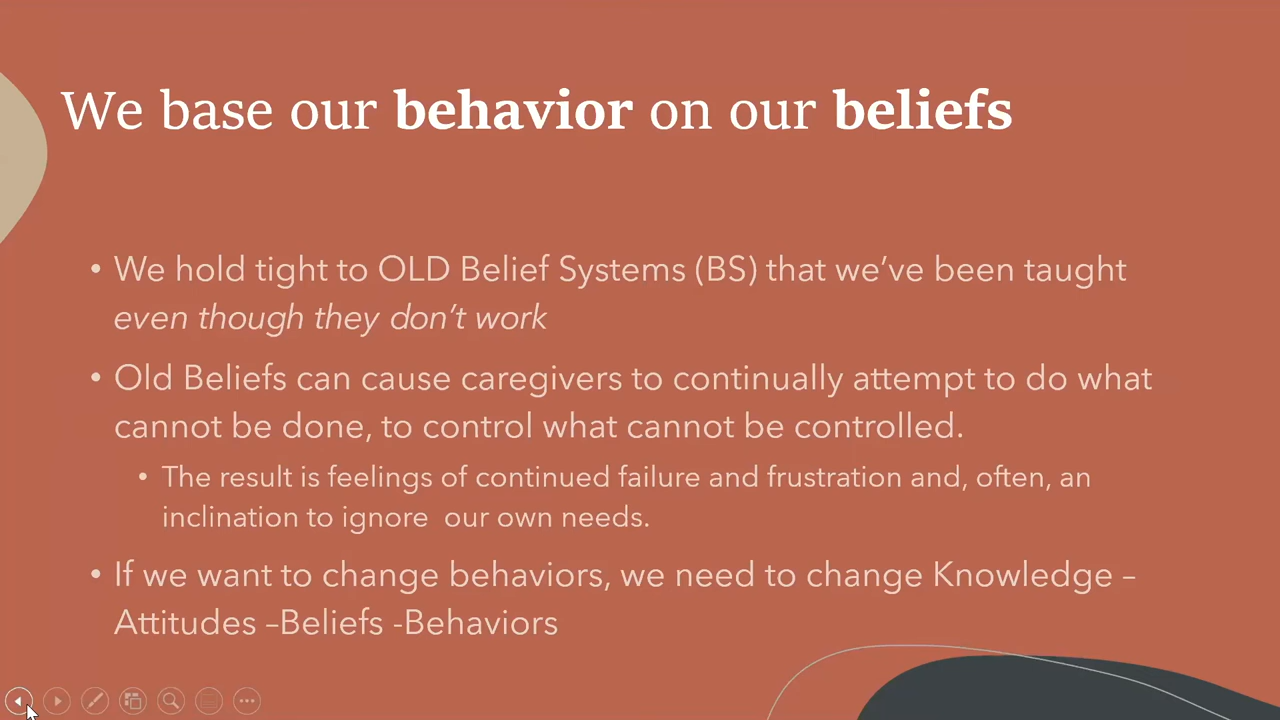 We base our behavior on our beliefs
• We hold tight to OLD Belief Systems (BS) that we've been taught
even though they don't work
• Old Beliefs can cause caregivers to continually attempt to do what
cannot be done, to control what cannot be controlled.
• The result is feelings of continued failure and frustration and, often, an
inclination to ignore  our own needs.
• If we want to change behaviors, we need to change Knowledge –
Attitudes –Beliefs -Behaviors